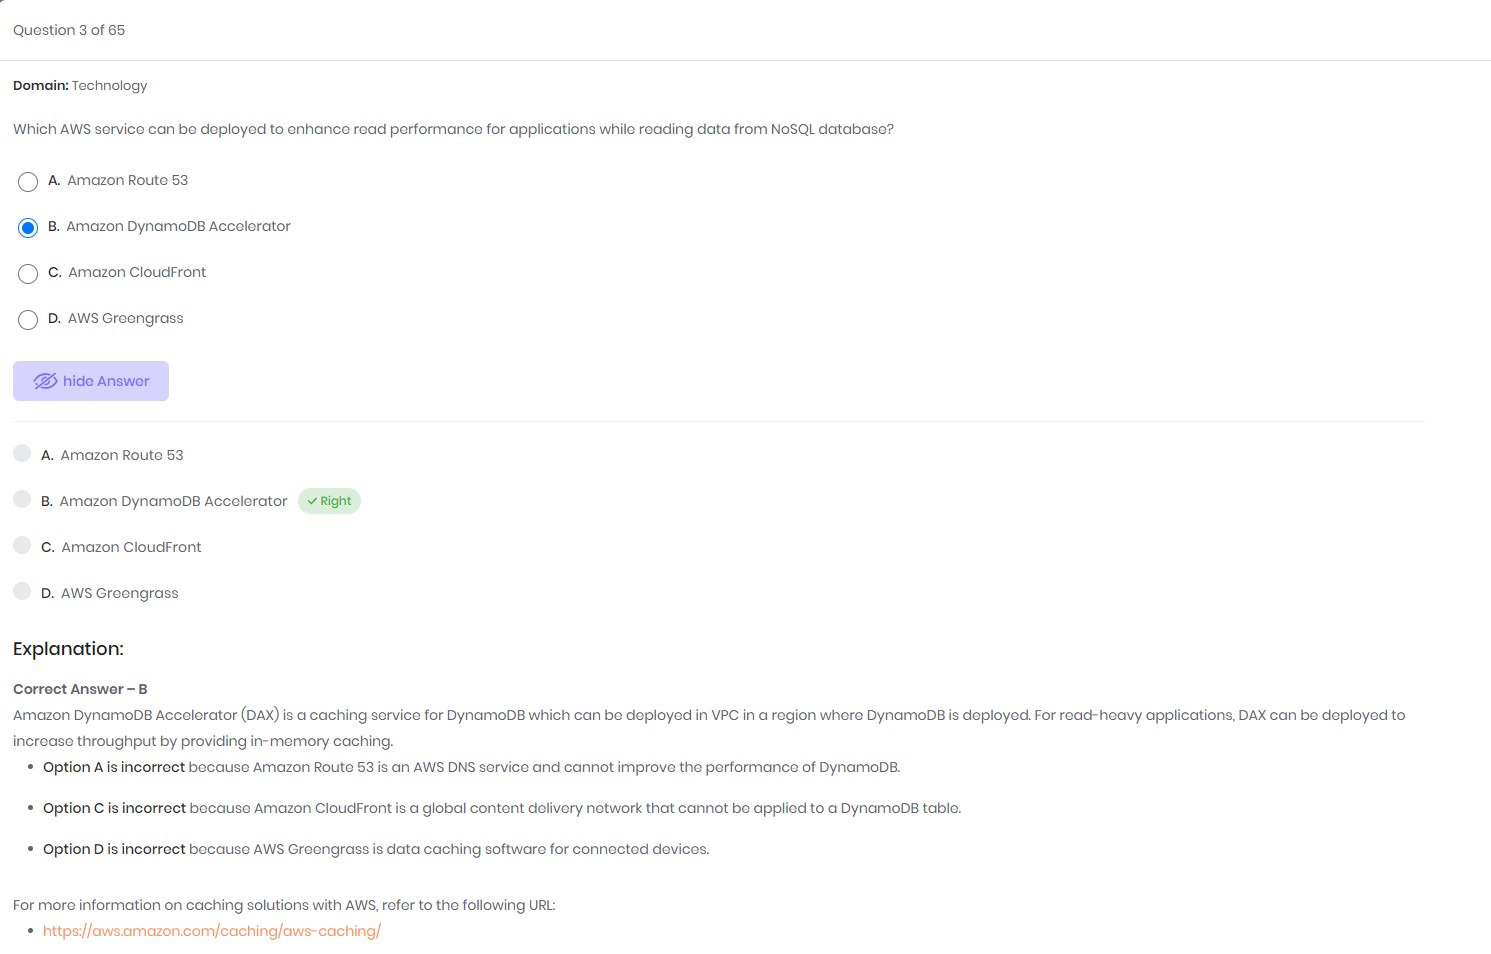 Question 3 of 65
Domain: Technology
Which AWS service can be deployed to enhance read performance for applications while reading data from NoSQL database?
A. Amazon Route 53
B. Amazon DynamoDB Accelerator
C. Amazon CloudFront
D. AWS Greengrass
hide Answer
A. Amazon Route 53
B. Amazon DynamoDB Accelerator ✓ Right
C. Amazon CloudFront
D. AWS Greengrass
Explanation:
Correct Answer – B
Amazon DynamoDB Accelerator (DAX) is a caching service for DynamoDB which can be deployed in VPC in a region where DynamoDB is deployed. For read-heavy applications, DAX can be deployed to
increase throughput by providing in-memory caching.
• Option A is incorrect because Amazon Route 53 is an AWS DNS service and cannot improve the performance of DynamoDB.
• Option C is incorrect because Amazon CloudFront is a global content delivery network that cannot be applied to a DynamoDB table.
• Option D is incorrect because AWS Greengrass is data caching software for connected devices.
For more information on caching solutions with AWS, refer to the following URL:
• https://aws.amazon.com/caching/aws-caching/